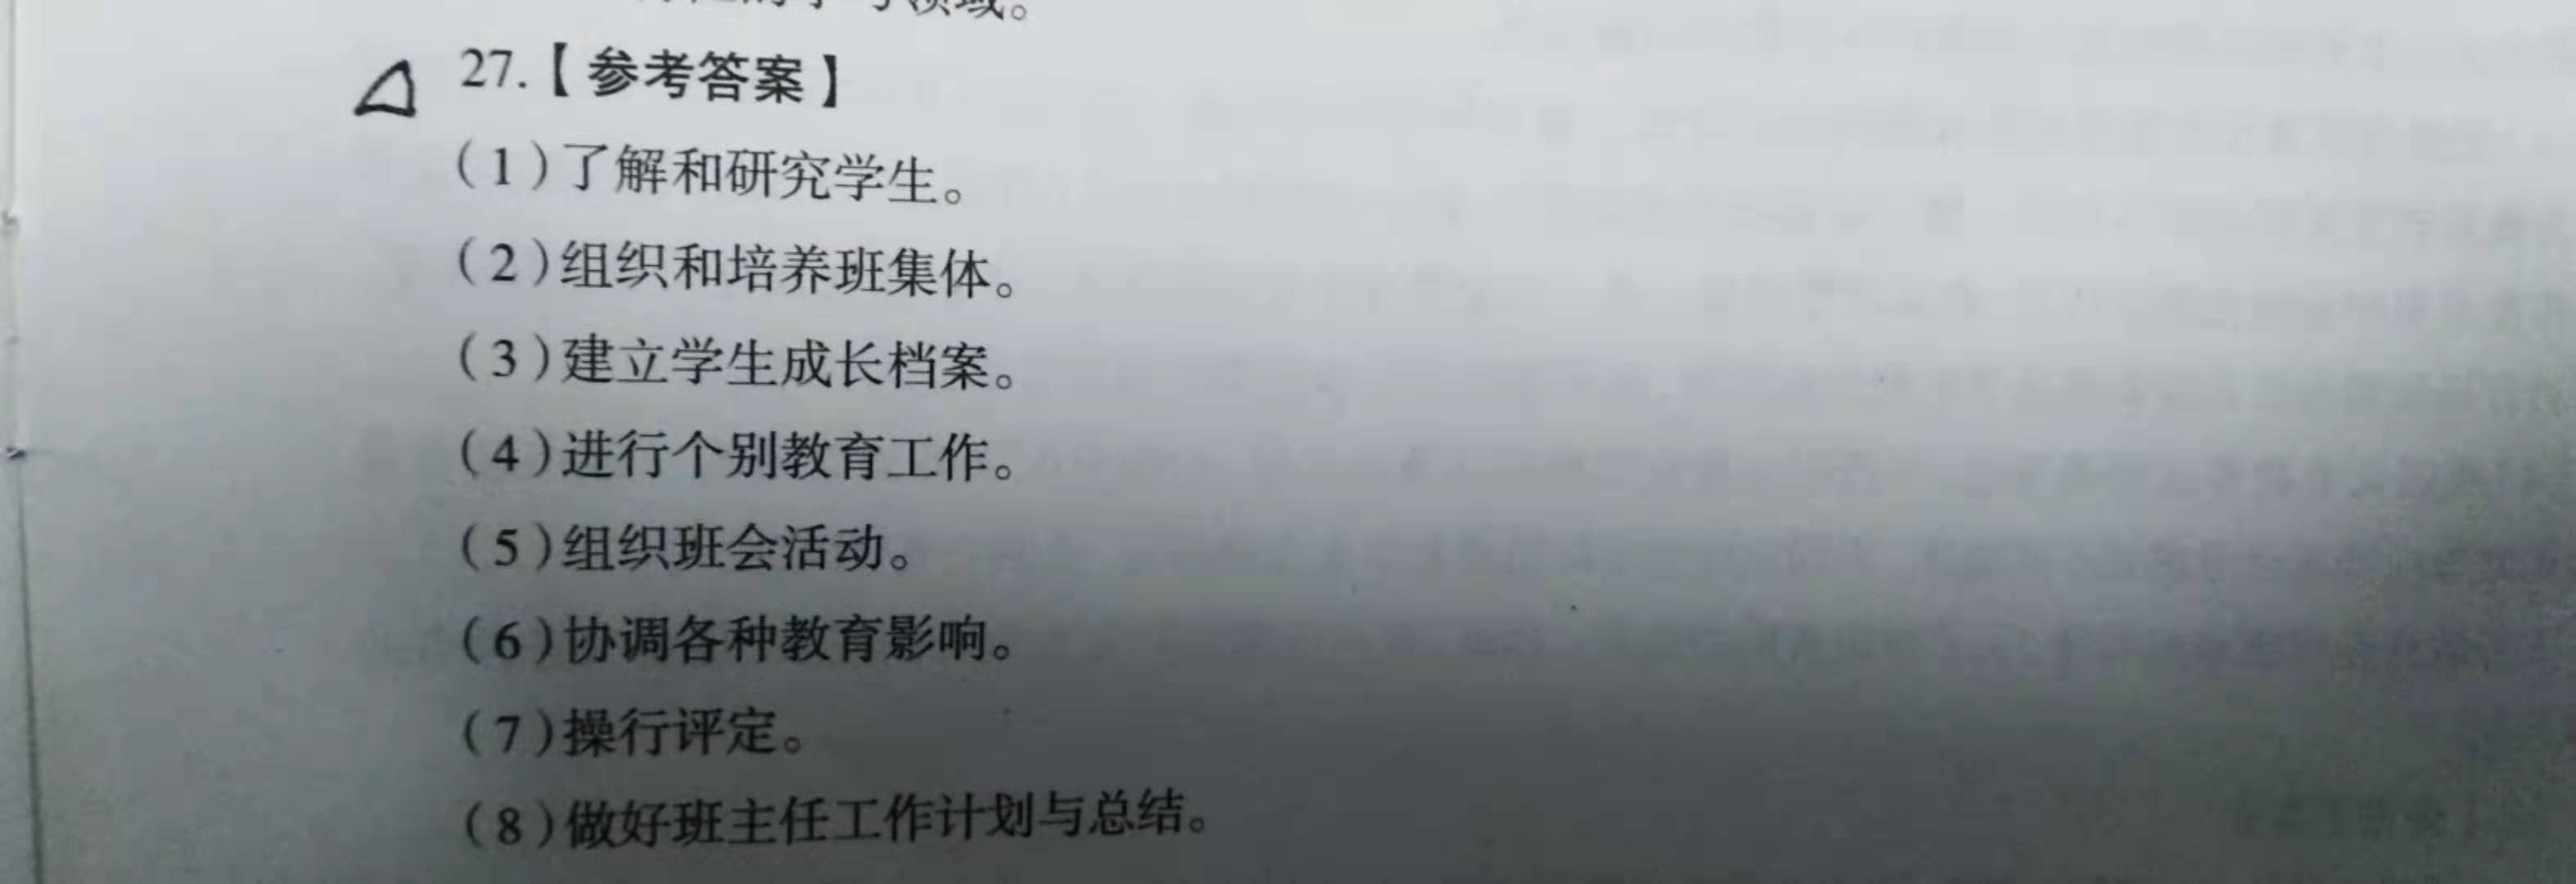 领域。
27.【参考答案】
(1)了解和研究学生。
(2)组织和培养班集体。
(3)建立学生成长档案。
(4)进行个别教育工作。
(5)组织班会活动。
(6)协调各种教育影响。
(7)操行评定。
(8)做好班主任工作计划与总结。